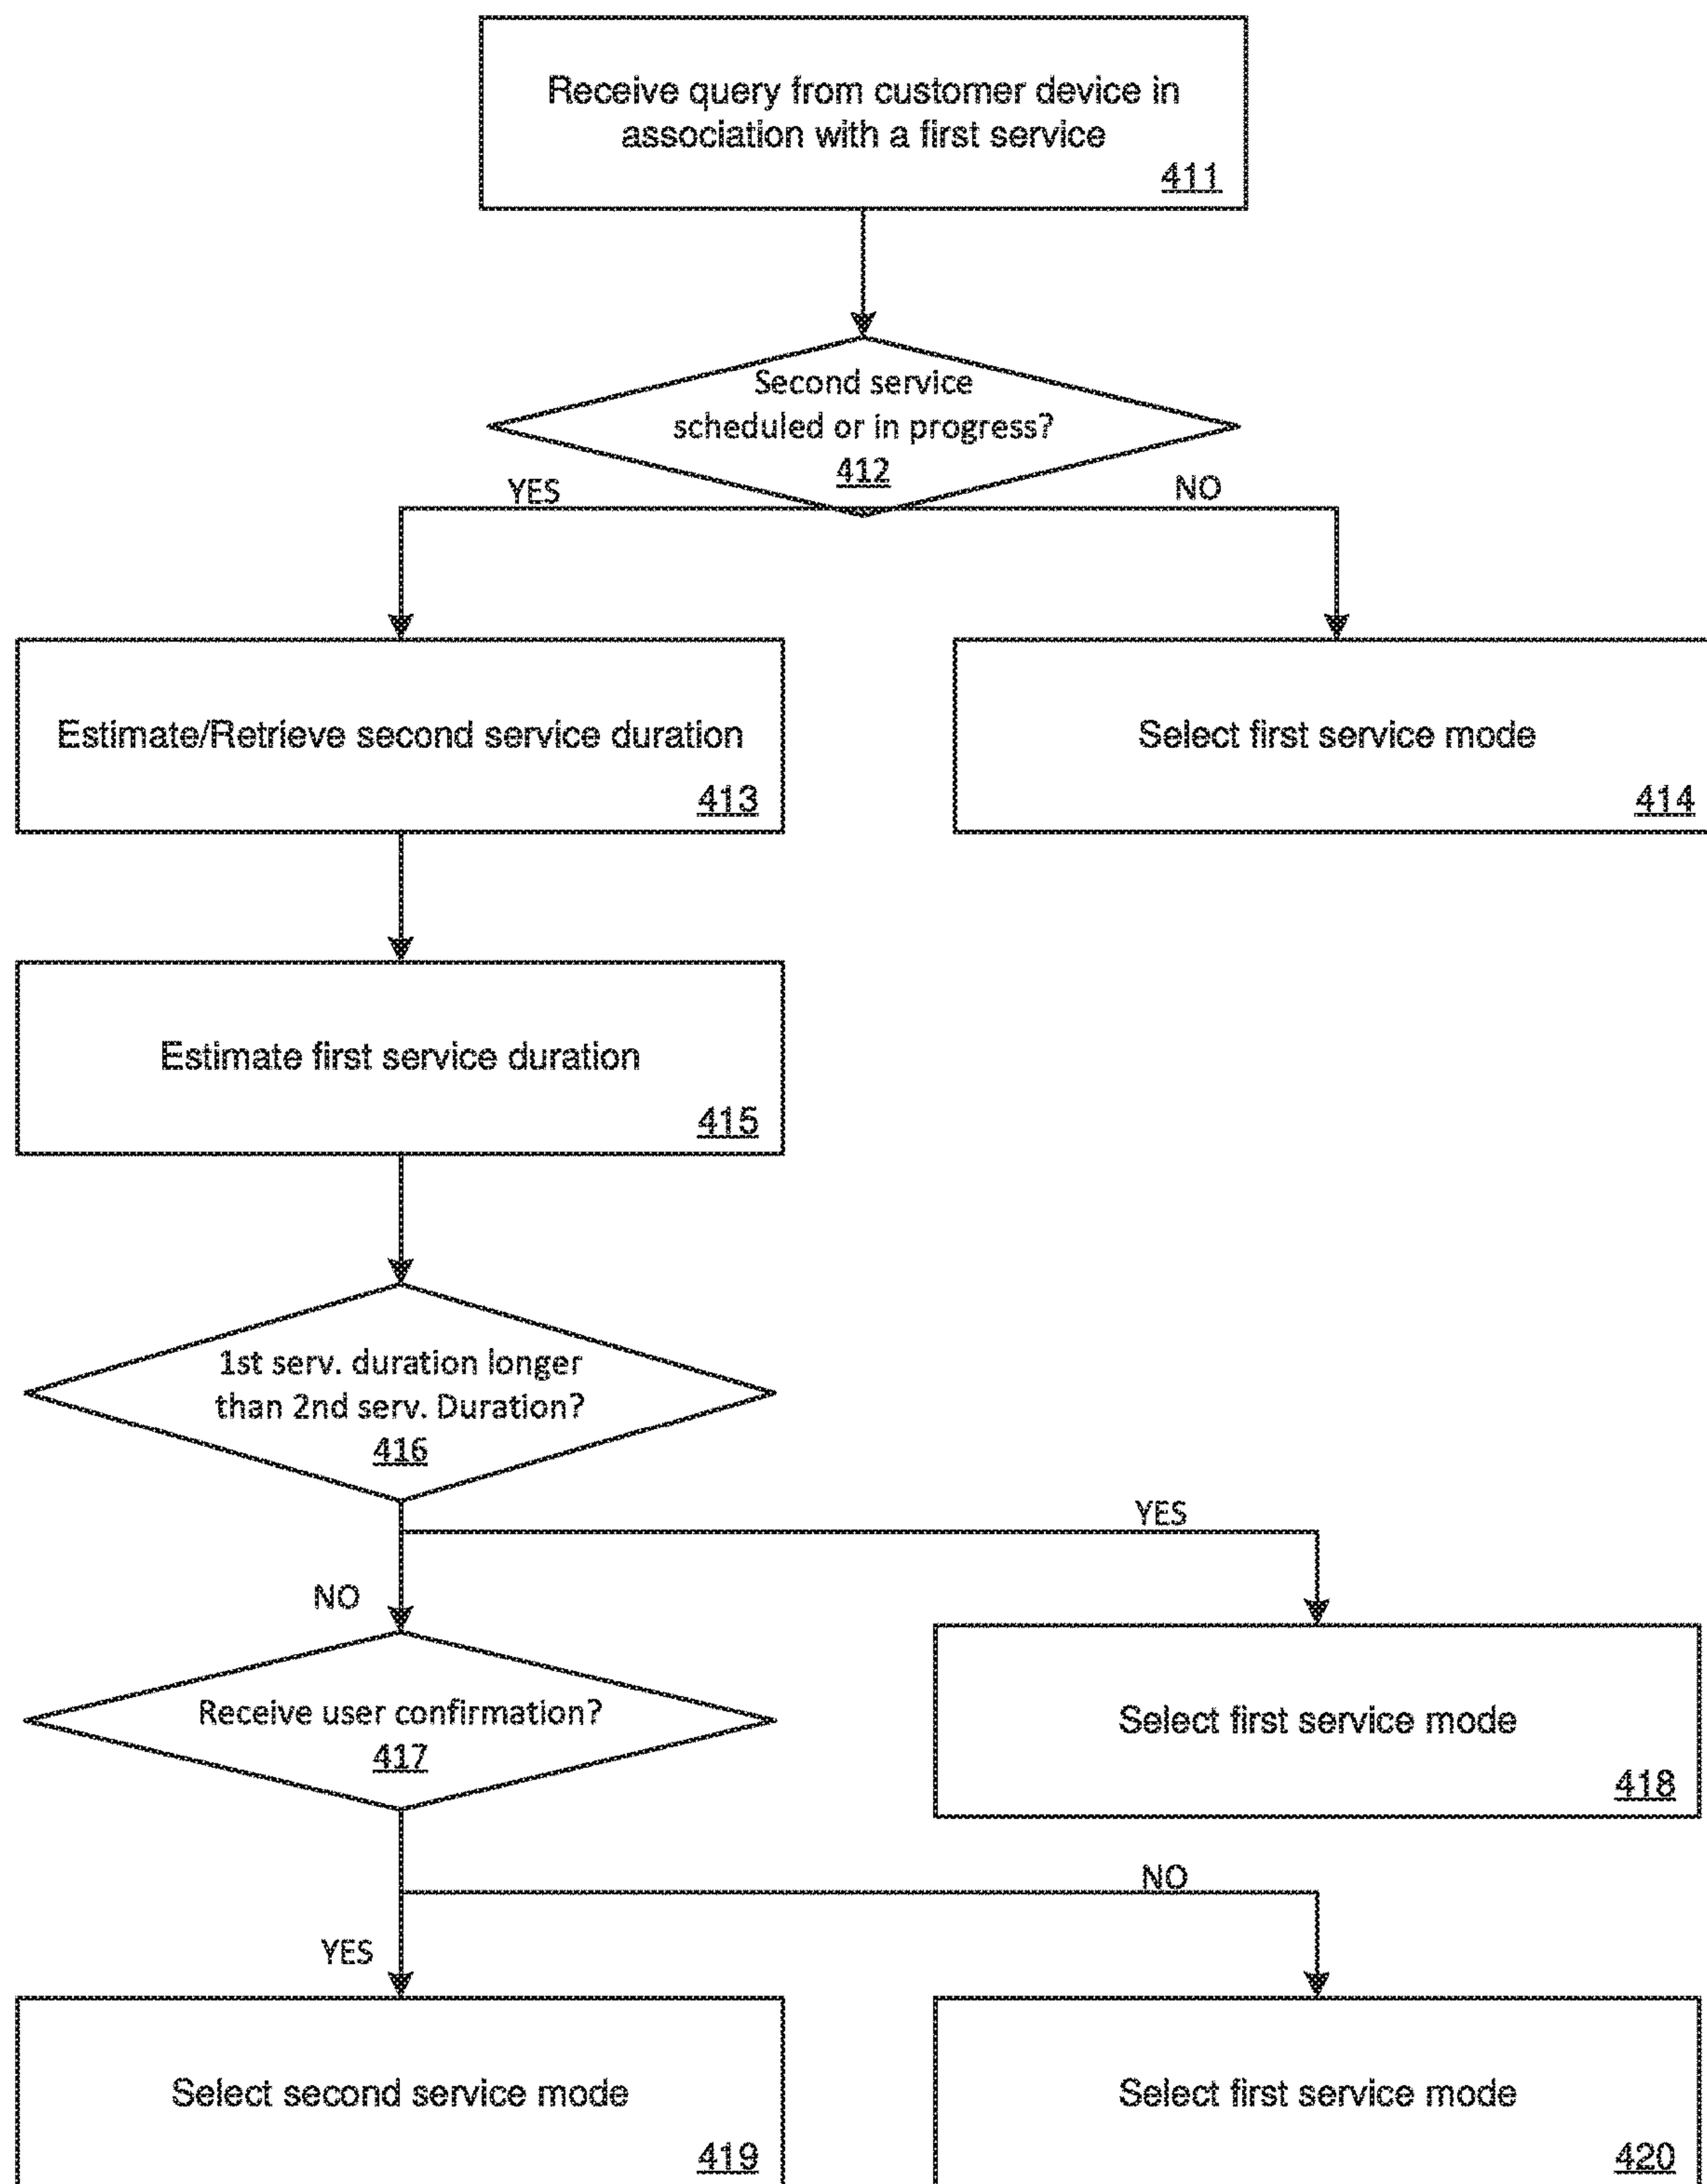 Receive query from customer device in
association with a first service
411
Second service
scheduled or in progress?
412
YES
NO
Estimate/Retrieve second service duration
413
Select first service mode
414
Estimate first service duration
415
1st serv. duration longer
than 2nd serv. Duration?
416
YES
NO
Receive user confirmation?
417
Select first service mode
418
NO
YES
Select second service mode
419
Select first service mode
420